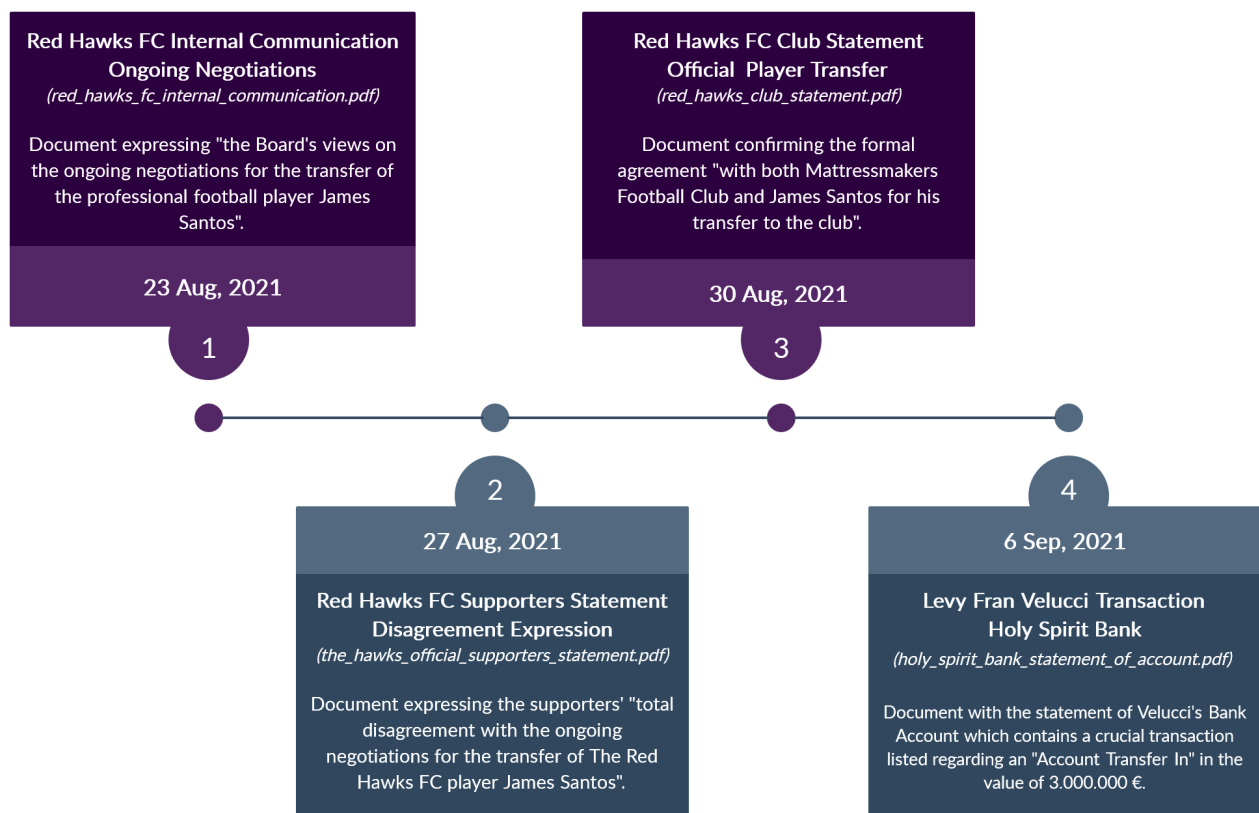 Red Hawks FC Internal Communication
Ongoing Negotiations
(red_hawks_fc_internal_communication.pdf)
Document expressing "the Board's views on
the ongoing negotiations for the transfer of
the professional football player James
Santos".
23 Aug, 2021
1
2
27 Aug, 2021
Red Hawks FC Supporters Statement
Disagreement Expression
(the_hawks_official_supporters_statement.pdf)
Document expressing the supporters' "total
disagreement with the ongoing
negotiations for the transfer of The Red
Hawks FC player James Santos".
Red Hawks FC Club Statement
Official Player Transfer
(red_hawks_club_statement.pdf)
Document confirming the formal
agreement "with both Mattressmakers
Football Club and James Santos for his
transfer to the club".
30 Aug, 2021
3
4
6 Sep, 2021
Levy Fran Velucci Transaction
Holy Spirit Bank
(holy_spirit_bank_statement_of_account.pdf)
Document with the statement of Velucci's Bank
Account which contains a crucial transaction
listed regarding an "Account Transfer In" in the
value of 3.000.000 €.